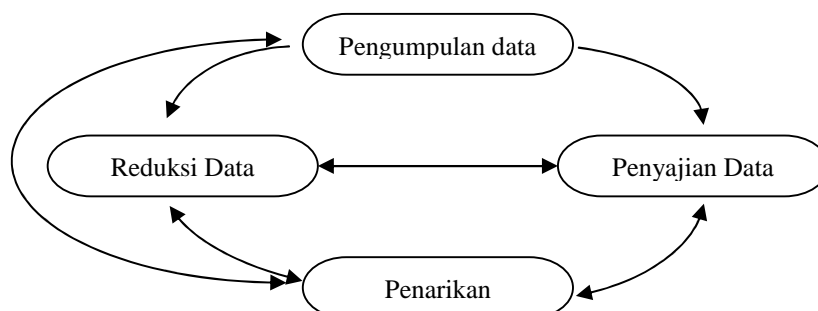 Pengumpulan data
Reduksi Data
Penyajian Data
Penarikan